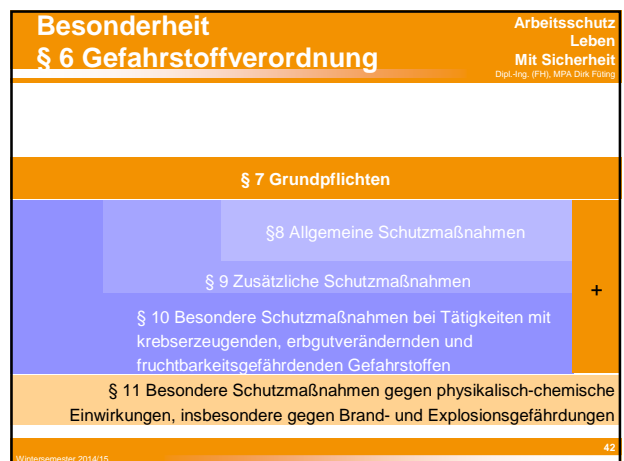 Besonderheit
§ 6 Gefahrstoffverordnung
Arbeitsschutz
Leben
Mit Sicherheit
Dipl.-Ing. (FH), MPA Dirk Füting
§ 7 Grundpflichten
§8 Allgemeine Schutzmaßnahmen
§ 9 Zusätzliche Schutzmaßnahmen
+
§ 10 Besondere Schutzmaßnahmen bei Tätigkeiten mit
krebserzeugenden, erbgutverändernden und
fruchtbarkeitsgefährdenden Gefahrstoffen
§ 11 Besondere Schutzmaßnahmen gegen physikalisch-chemische
Einwirkungen, insbesondere gegen Brand- und Explosionsgefährdungen
42
Wintersemester 2014/15